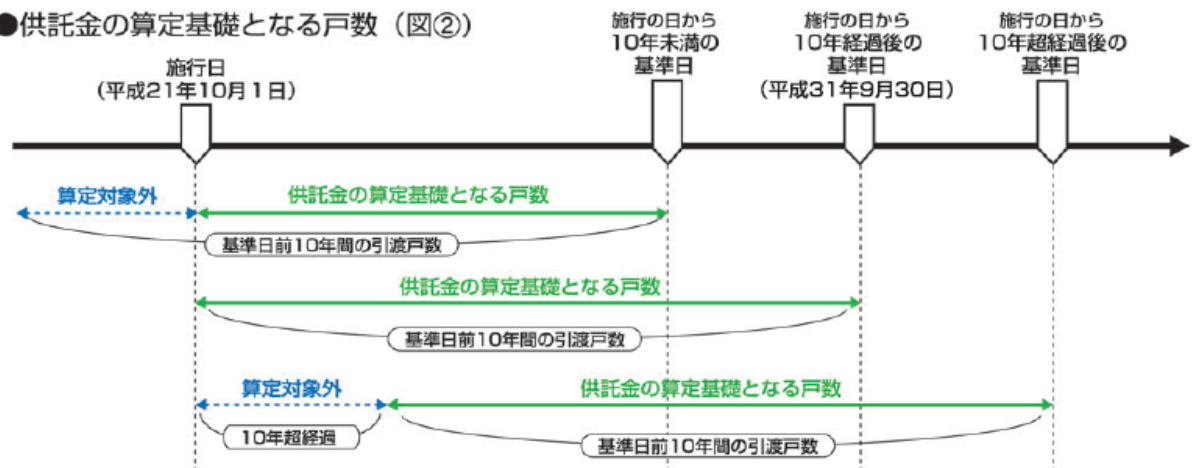 ●供託金の算定基礎となる戸数（図②）
施行日
（平成21年10月1日）
施行の日から
10年未満の
基準日
施行の日から
10年経過後の
基準日
（平成31年9月30日）
施行の日から
10年超経過後の
基準日
算定対象外
供託金の算定基礎となる戸数
基準日前10年間の引渡戸数
供託金の算定基礎となる戸数
基準日前10年間の引渡戸数
算定対象外
供託金の算定基礎となる戸数
10年超経過
基準日前10年間の引渡戸数